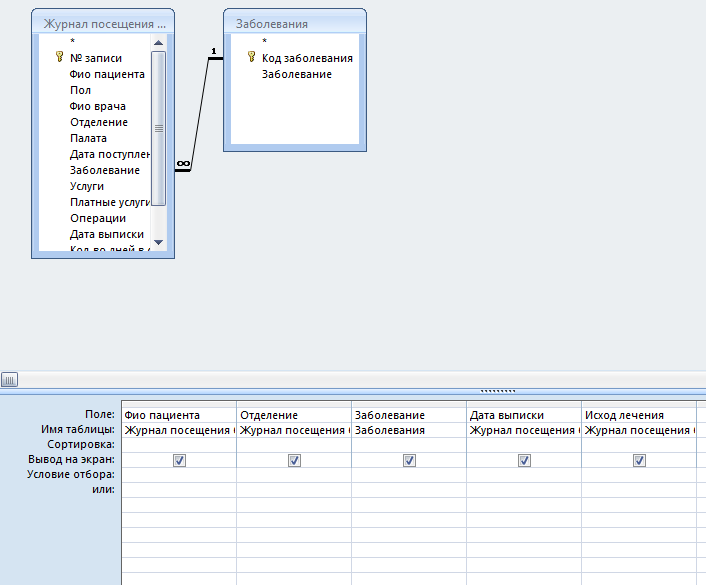 Журнал посещения ...
*
№ записи
Фио пациента
Пол
Фио врача
Отделение
Палата
Дата поступлен
Заболевание
Услуги
Платные услуги
Операции
Дата выписки
Кол-во дней в с
Заболевания
*
Код заболевания
Заболевание
1
∞
Поле: Фио пациента Отделение Заболевание Дата выписки Исход лечения
Имя таблицы: Журнал посещения Журнал посещения Заболевания Журнал посещения Журнал посещения
Сортировка:
Вывод на экран:
Условие отбора:
или: